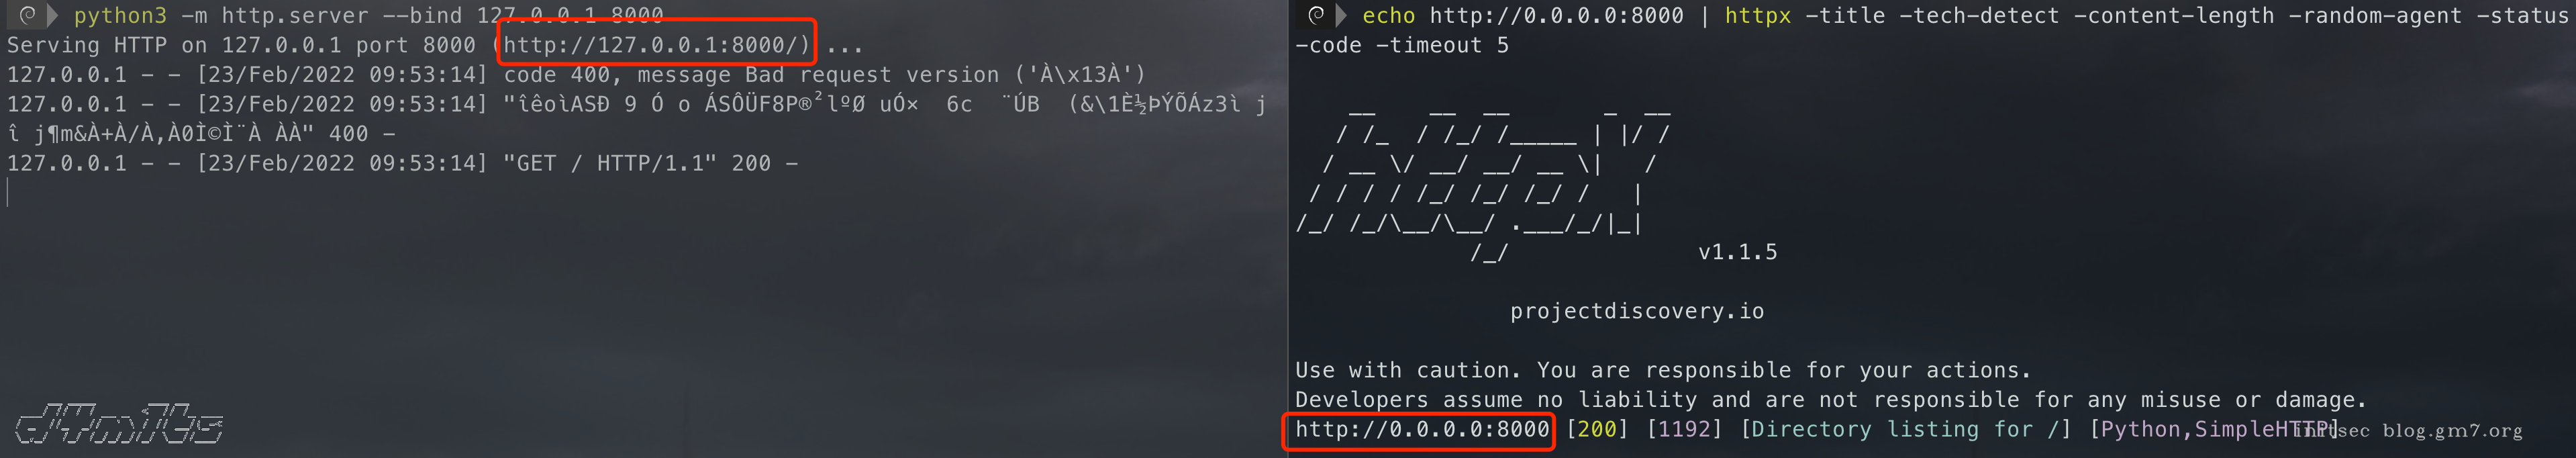 python3 -m http.server --bind 127.0.0.1 8000
Serving HTTP on 127.0.0.1 port 8000 (http://127.0.0.1:8000/) ...
127.0.0.1 - - [23/Feb/2022 09:53:14] code 400, message Bad request version ('À\x13À')
127.0.0.1 - - [23/Feb/2022 09:53:14] "îêoìASÐ 9 Ó o ÁSÔÜF8P®²lºØ uÓ× 6c ¨ÚB (&\1È½ÞÝÕÁz3ì j
î j¶m&À+À/À,À0Ì©Ì¨À ÀÀ" 400 -
127.0.0.1 - - [23/Feb/2022 09:53:14] "GET / HTTP/1.1" 200 -
echo http://0.0.0.0:8000 | httpx -title -tech-detect -content-length -random-agent -status
-code -timeout 5
httpx
v1.1.5
projectdiscovery.io
Use with caution. You are responsible for your actions.
Developers assume no liability and are not responsible for any misuse or damage.
http://0.0.0.0:8000 [200] [1192] [Directory listing for /] [Python,SimpleHTTP]
blog.gm7.org